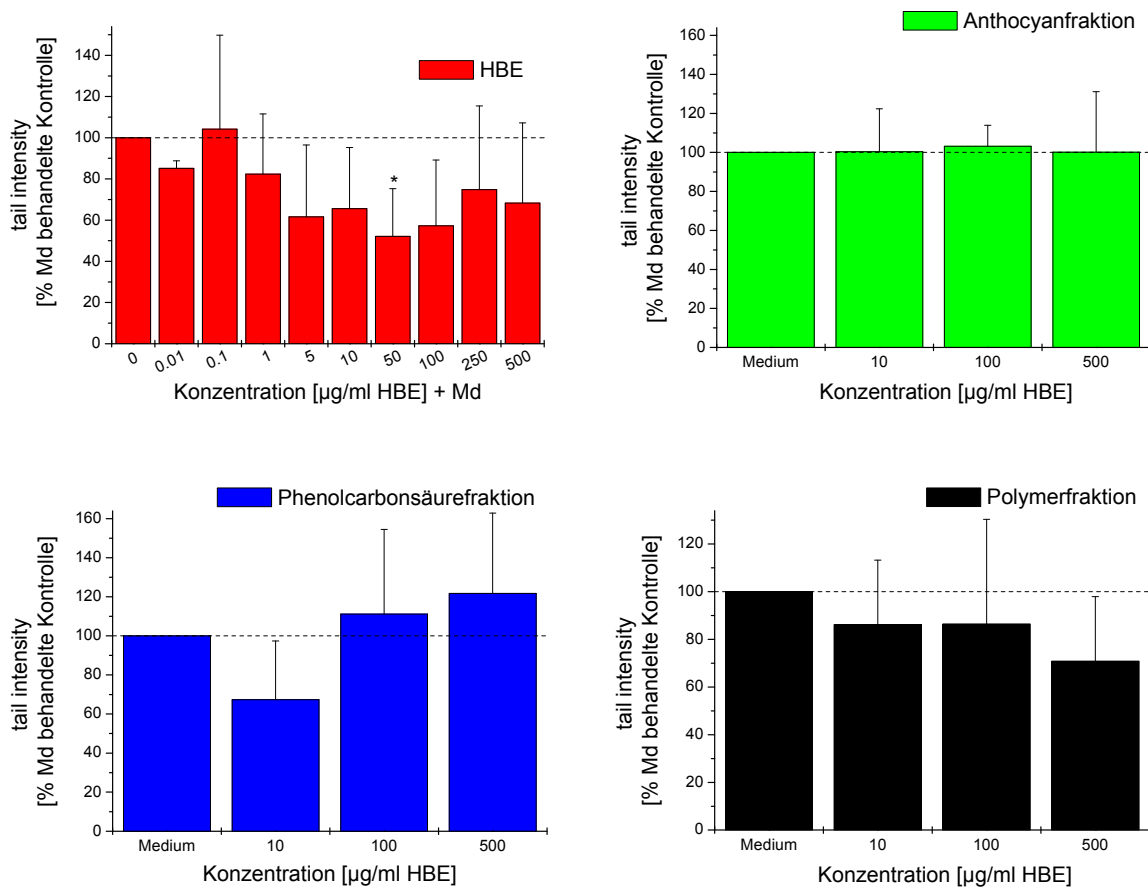 HBE
tail intensity
[% Md behandelte Kontrolle]
140
120
100
80
60
40
20
0
*
0 0.01 0.1 1 5 10 50 100 250 500
Konzentration [µg/ml HBE] + Md
Anthocyanfraktion
tail intensity
[% Md behandelte Kontrolle]
160
140
120
100
80
60
40
20
0
Medium 10 100 500
Konzentration [µg/ml HBE]
Phenolcarbonsäurefraktion
tail intensity
[% Md behandelte Kontrolle]
160
140
120
100
80
60
40
20
0
Medium 10 100 500
Konzentration [µg/ml HBE]
Polymerfraktion
tail intensity
[% Md behandelte Kontrolle]
120
100
80
60
40
20
0
Medium 10 100 500
Konzentration [µg/ml HBE]